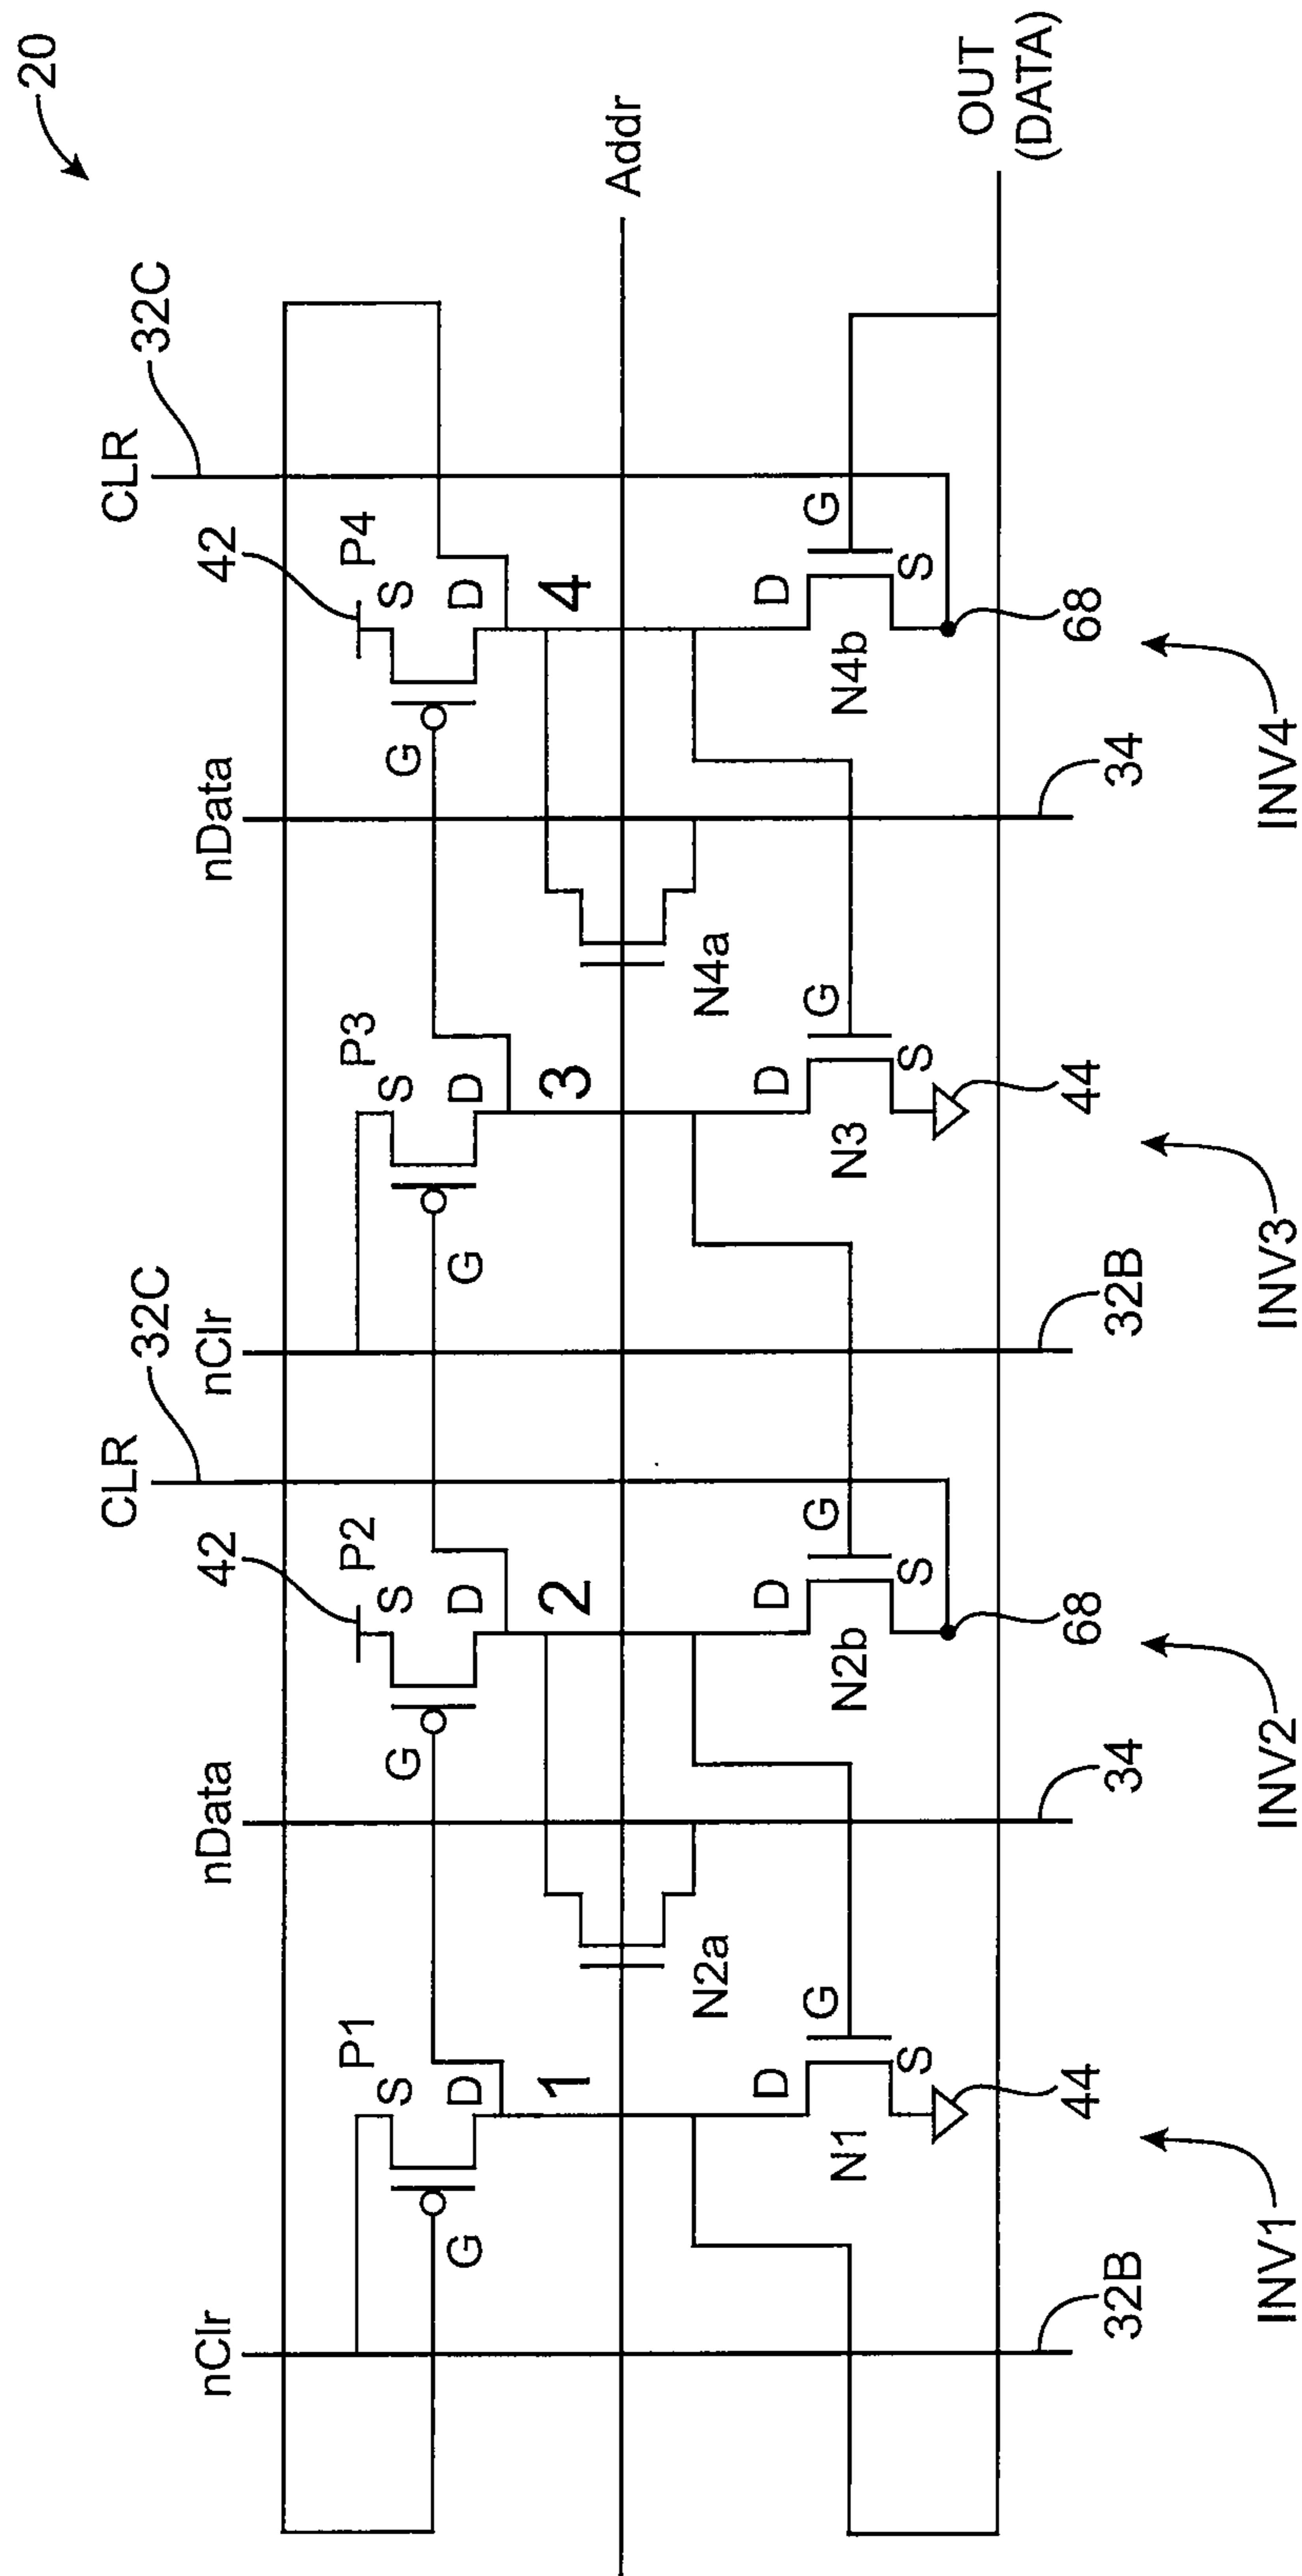 20
CLR
32C
CLR
32C
nClr
nData
42
nClr
nData
42
P1
S
D
G
P2
S
D
G
P3
S
D
G
P4
S
D
G
1
2
3
4
Addr
N2a
N4a
D
G
S
N1
D
G
S
N2b
D
G
S
N3
D
G
S
N4b
OUT
(DATA)
32B
44
34
68
32B
44
34
68
INV1
INV2
INV3
INV4